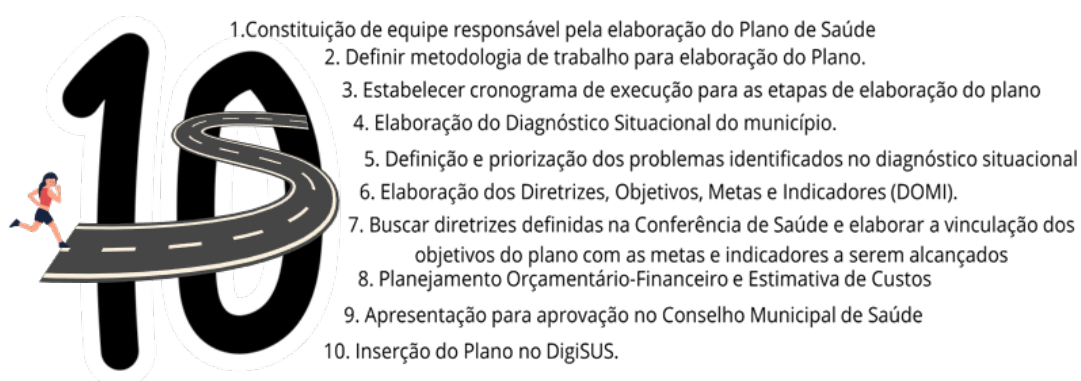 10
1.Constituição de equipe responsável pela elaboração do Plano de Saúde
2. Definir metodologia de trabalho para elaboração do Plano.
3. Estabelecer cronograma de execução para as etapas de elaboração do plano
4. Elaboração do Diagnóstico Situacional do município.
5. Definição e priorização dos problemas identificados no diagnóstico situacional
6. Elaboração dos Diretrizes, Objetivos, Metas e Indicadores (DOMI).
7. Buscar diretrizes definidas na Conferência de Saúde e elaborar a vinculação dos
objetivos do plano com as metas e indicadores a serem alcançados
8. Planejamento Orçamentário-Financeiro e Estimativa de Custos
9. Apresentação para aprovação no Conselho Municipal de Saúde
10. Inserção do Plano no DigiSUS.